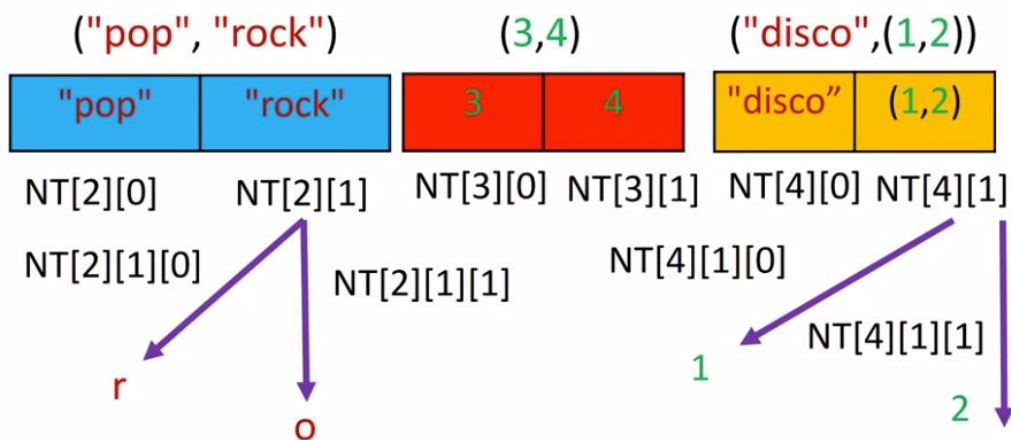 ("pop", "rock") (3,4) ("disco",(1,2))
"pop" "rock" 3 4 "disco” (1,2)
NT[2][0] NT[2][1] NT[3][0] NT[3][1] NT[4][0] NT[4][1]
NT[2][1][0] NT[2][1][1] NT[4][1][0]
NT[4][1][1]
r 1
o 2